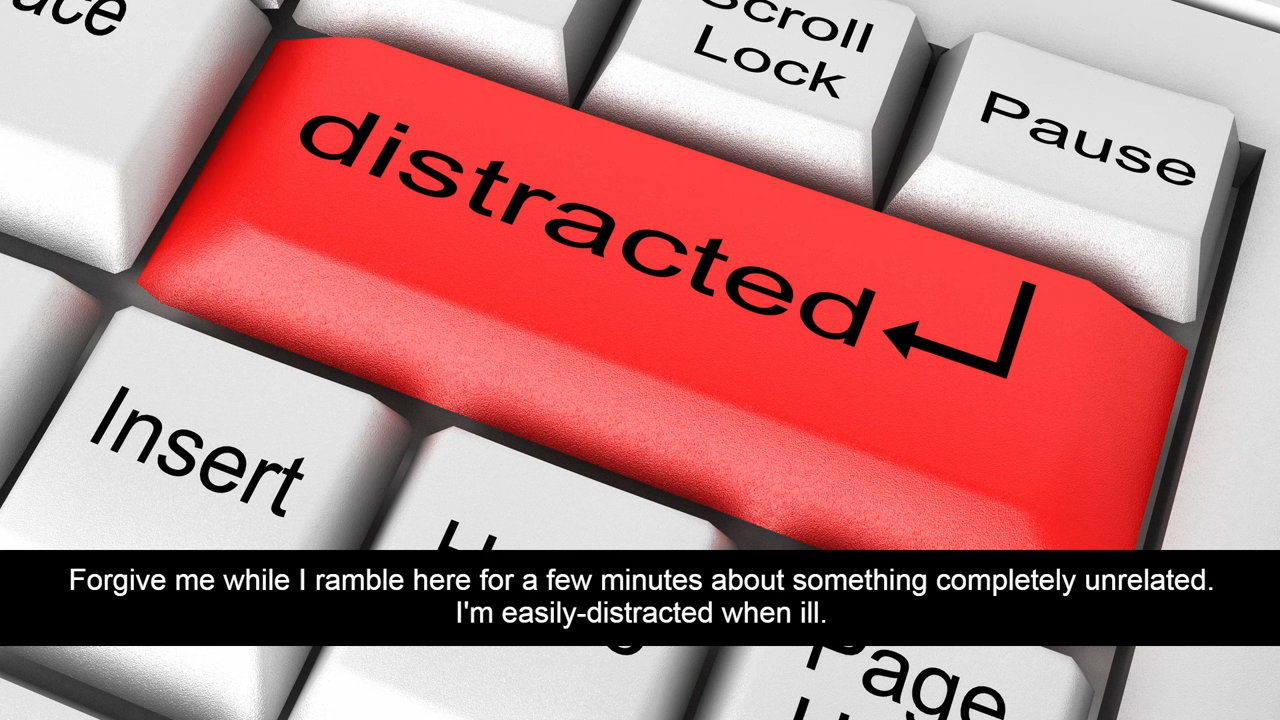 Scroll
Lock
Pause
distracted
Insert
Page
Forgive me while I ramble here for a few minutes about something completely unrelated.
I'm easily-distracted when ill.